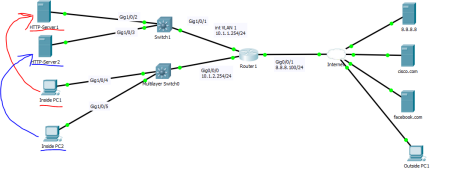 HTTP-Server1
Gig1/0/2
Gig1/0/3
Switch1
Gig1/0/1
HTTP-Server2
int VLAN 1
10.1.1.254/24
Router1
Gig0/0/0
10.1.2.254/24
Gig0/0/1
8.8.8.100/24
Internet
8.8.8.8
cisco.com
facebook.com
Outside PC1
Gig1/0/4
Multilayer Switch0
Inside PC1
Gig1/0/5
Inside PC2